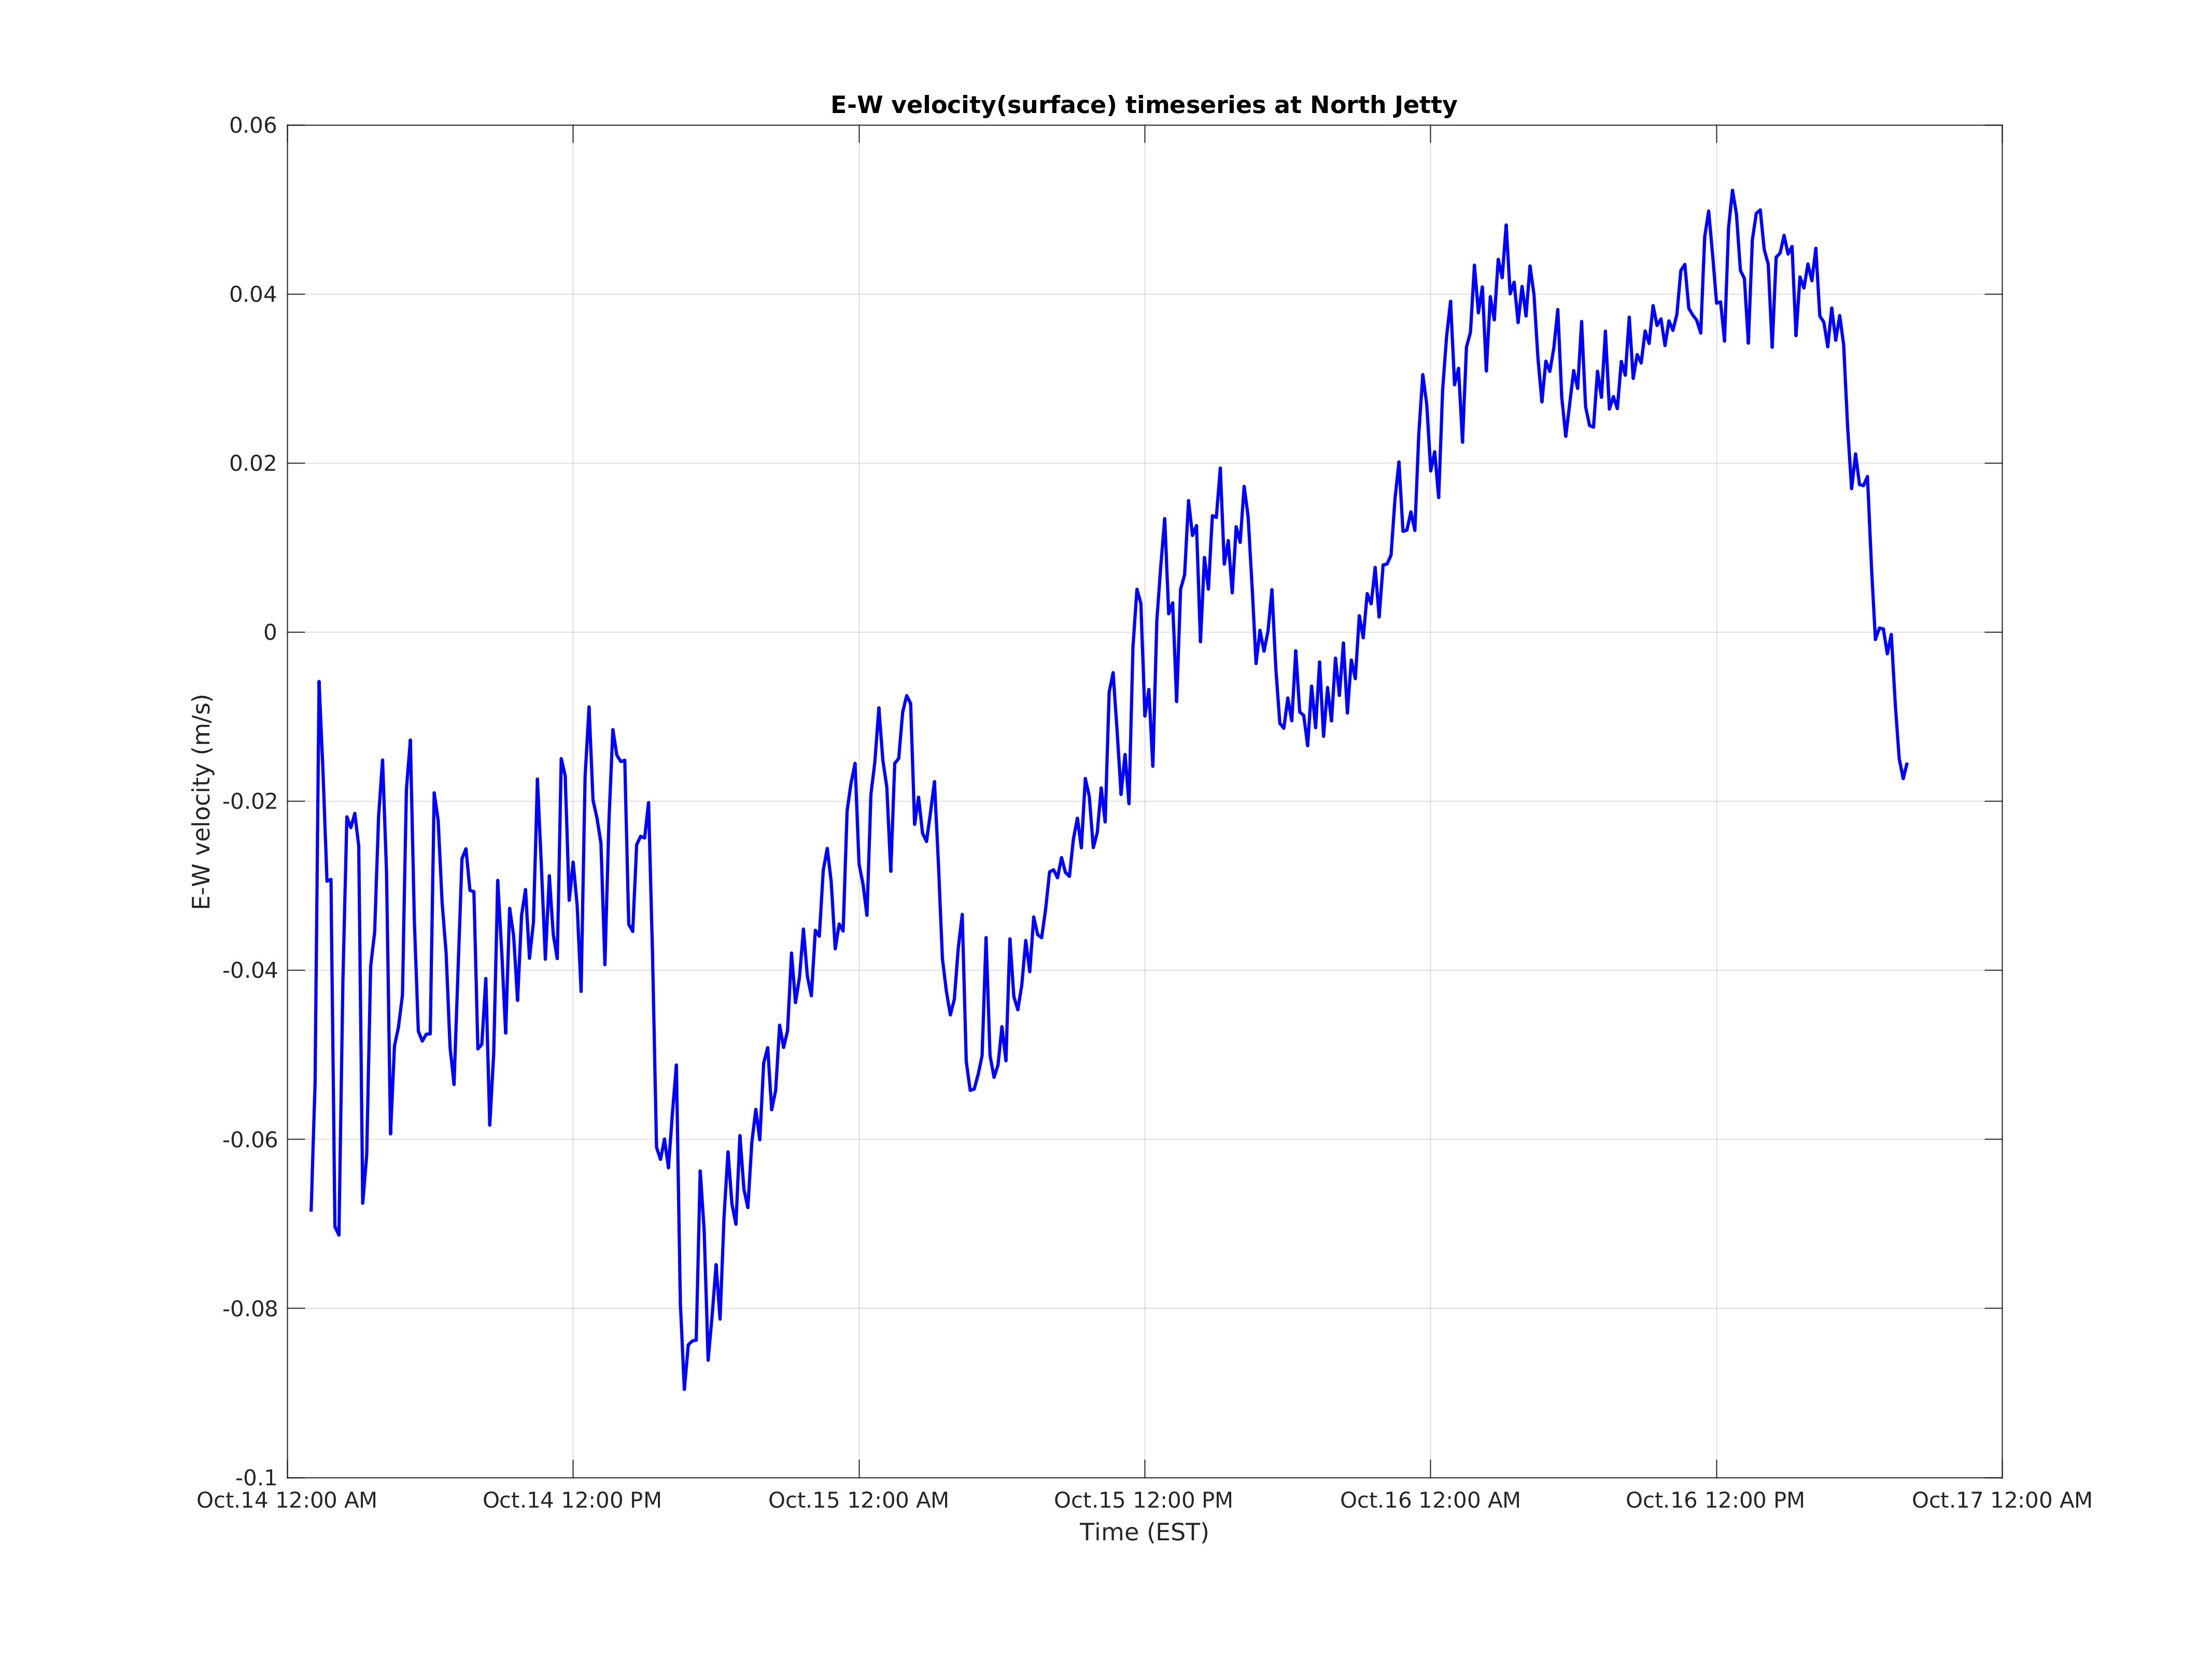 E-W velocity(surface) timeseries at North Jetty
0.06
0.04
0.02
0
-0.02
-0.04
-0.06
-0.08
-0.1
E-W velocity (m/s)
Oct.14 12:00 AM Oct.14 12:00 PM Oct.15 12:00 AM Oct.15 12:00 PM Oct.16 12:00 AM Oct.16 12:00 PM Oct.17 12:00 AM
Time (EST)